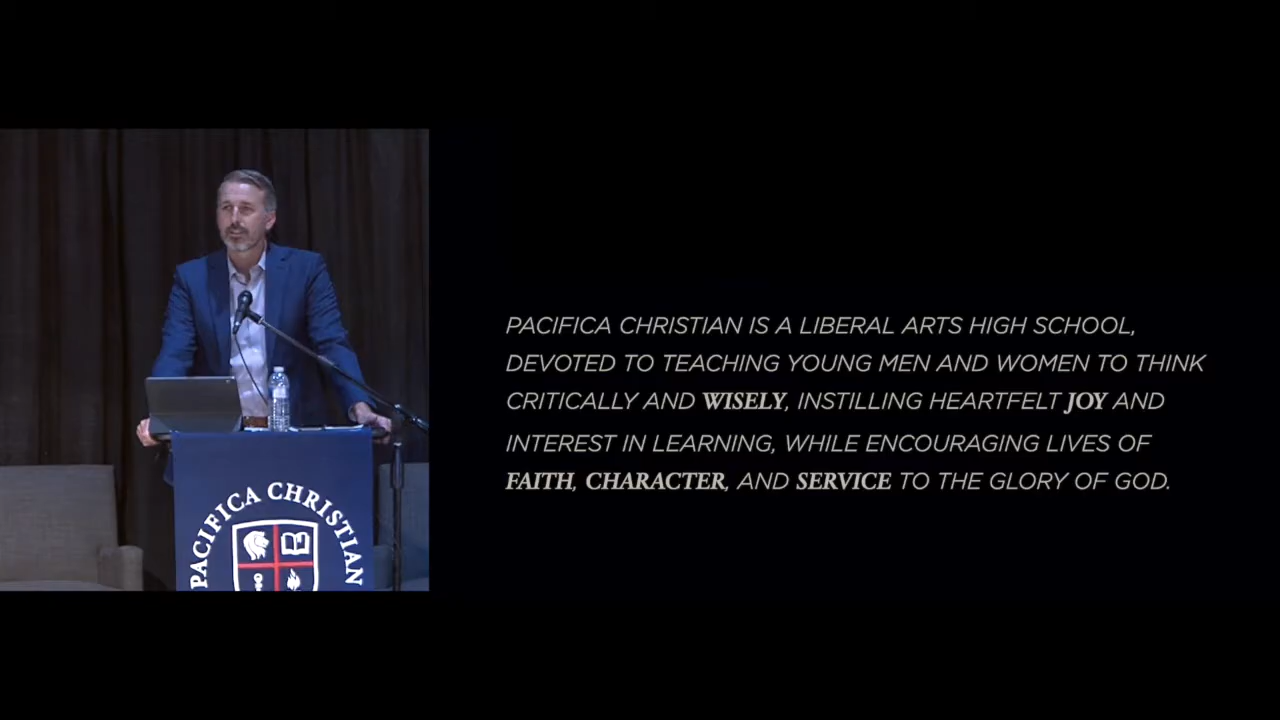 PACIFICA CHRISTIAN IS A LIBERAL ARTS HIGH SCHOOL,
DEVOTED TO TEACHING YOUNG MEN AND WOMEN TO THINK
CRITICALLY AND WISELY, INSTILLING HEARTFELT JOY AND
INTEREST IN LEARNING, WHILE ENCOURAGING LIVES OF
FAITH, CHARACTER, AND SERVICE TO THE GLORY OF GOD.
PACIFICA CHRISTIAN